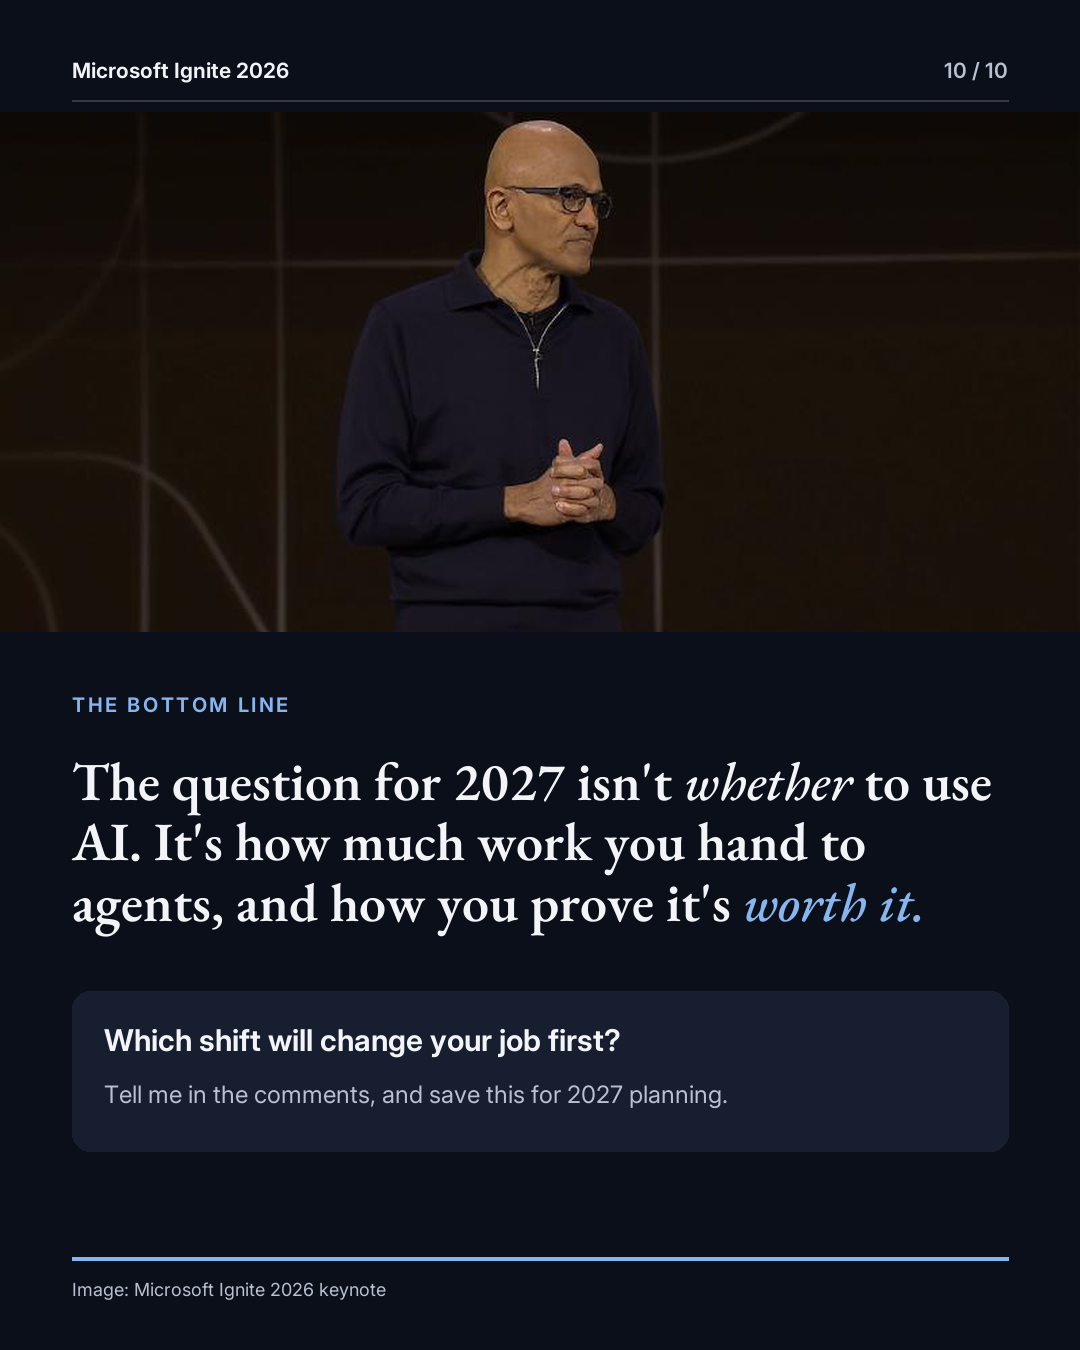 Microsoft Ignite 2026
10 / 10
THE BOTTOM LINE
The question for 2027 isn't whether to use
AI. It's how much work you hand to
agents, and how you prove it's worth it.
Which shift will change your job first?
Tell me in the comments, and save this for 2027 planning.
Image: Microsoft Ignite 2026 keynote